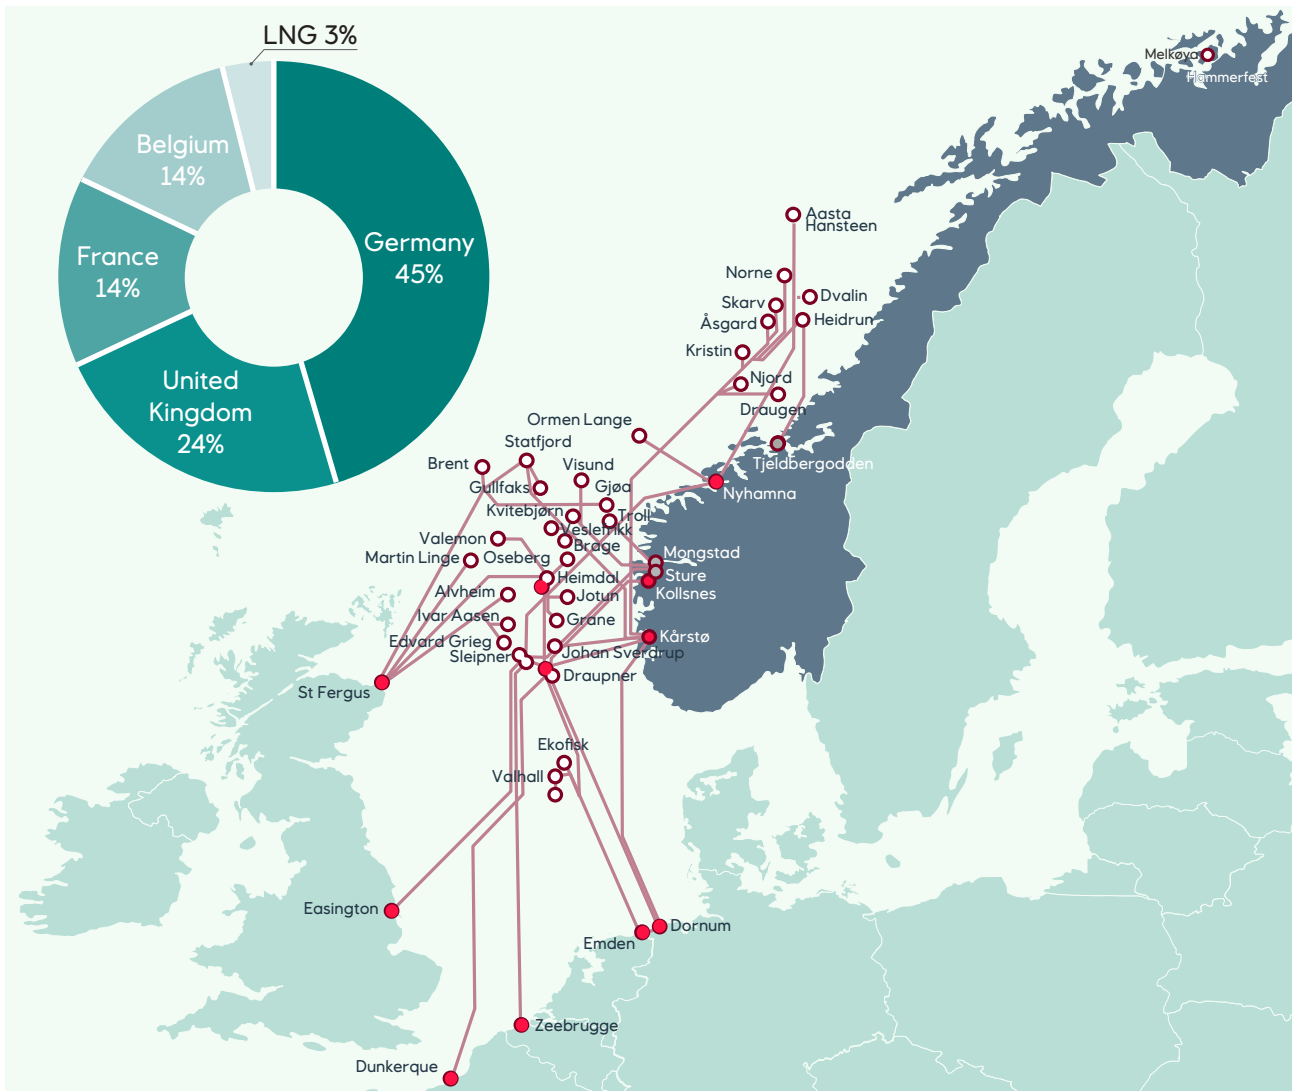 LNG 3%
Belgium
14%
Germany
45%
France
14%
United
Kingdom
24%
Melkøya
Hammerfest
Aasta
Hansteen
Norne
Dvalin
Skarv
Åsgard
Heidrun
Kristin
Njord
Draugen
Ormen Lange
Statfjord
Tjeldbergodden
Brent
Visund
Gullfaks
Gjøa
Nyhamna
Kvitebjørn
Troll
Veslefrikk
Valemon
Brage
Mongstad
Martin Linge
Oseberg
Heimdal
Sture
Alvheim
Jotun
Kollsnes
Ivar Aasen
Grane
Edvard Grieg
Kårstø
Sleipner
Johan Sverdrup
Draupner
St Fergus
Ekofisk
Valhall
Easington
Dornum
Emden
Zeebrugge
Dunkerque